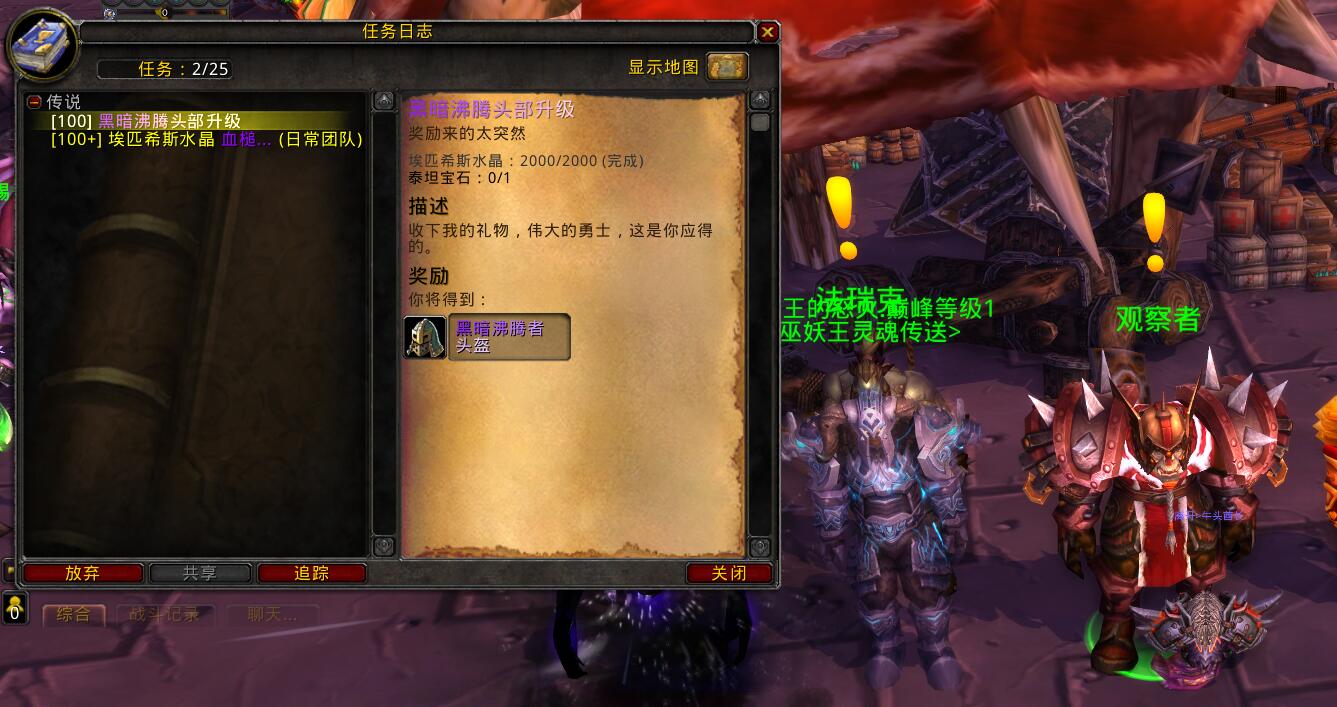 0
任务日志
任务：2/25
显示地图
传说
[100] 黑暗沸腾头部升级
[100+] 埃匹希斯水晶 血槌... (日常团队)
黑暗沸腾头部升级
奖励来的太突然
埃匹希斯水晶：2000/2000 (完成)
泰坦宝石：0/1
描述
收下我的礼物，伟大的勇士，这是你应得
的。
奖励
你将得到：
黑暗沸腾者
头盔
放弃
共享
追踪
关闭
法瑞克
王的怒火.巅峰等级1
巫妖王灵魂传送>
观察者
0
综合
战斗记录
聊天...